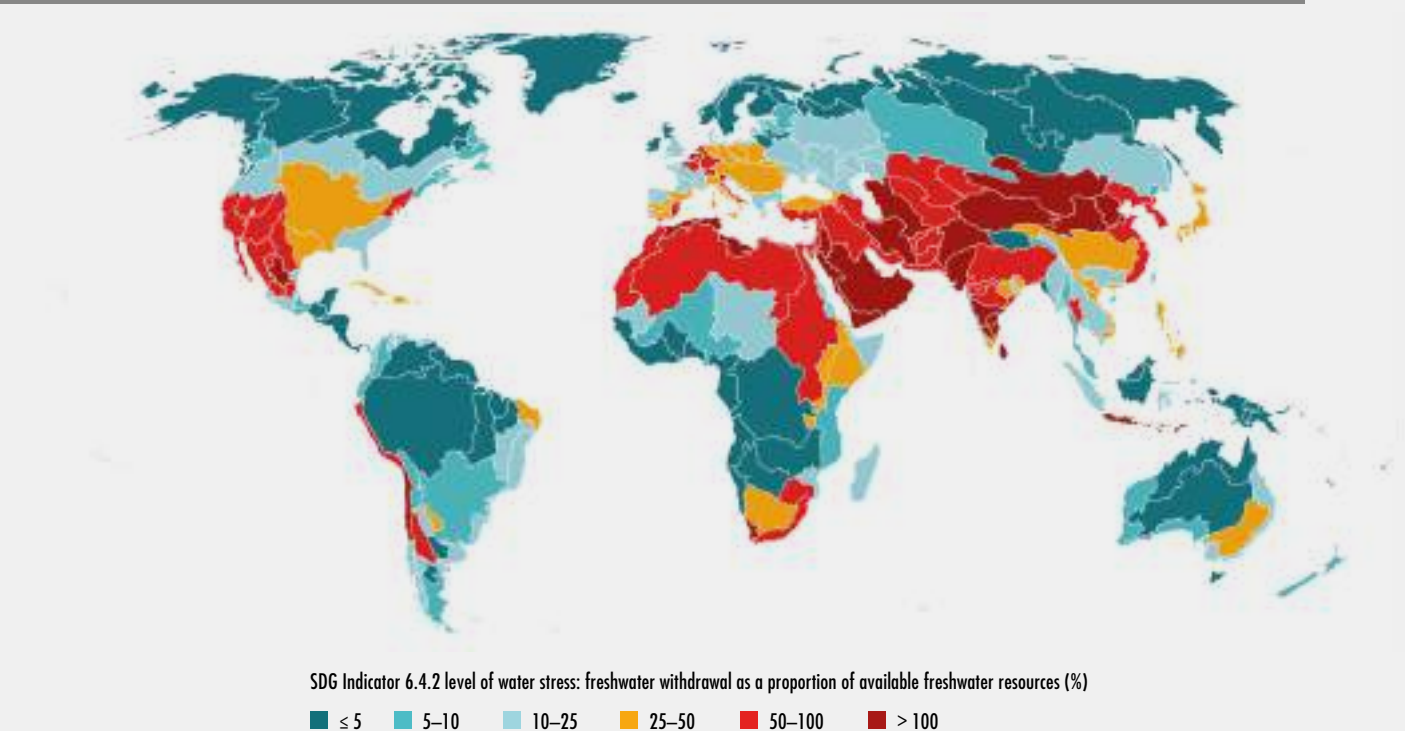 SDG Indicator 6.4.2 level of water stress: freshwater withdrawal as a proportion of available freshwater resources (%)
≤ 5 5–10 10–25 25–50 50–100 > 100